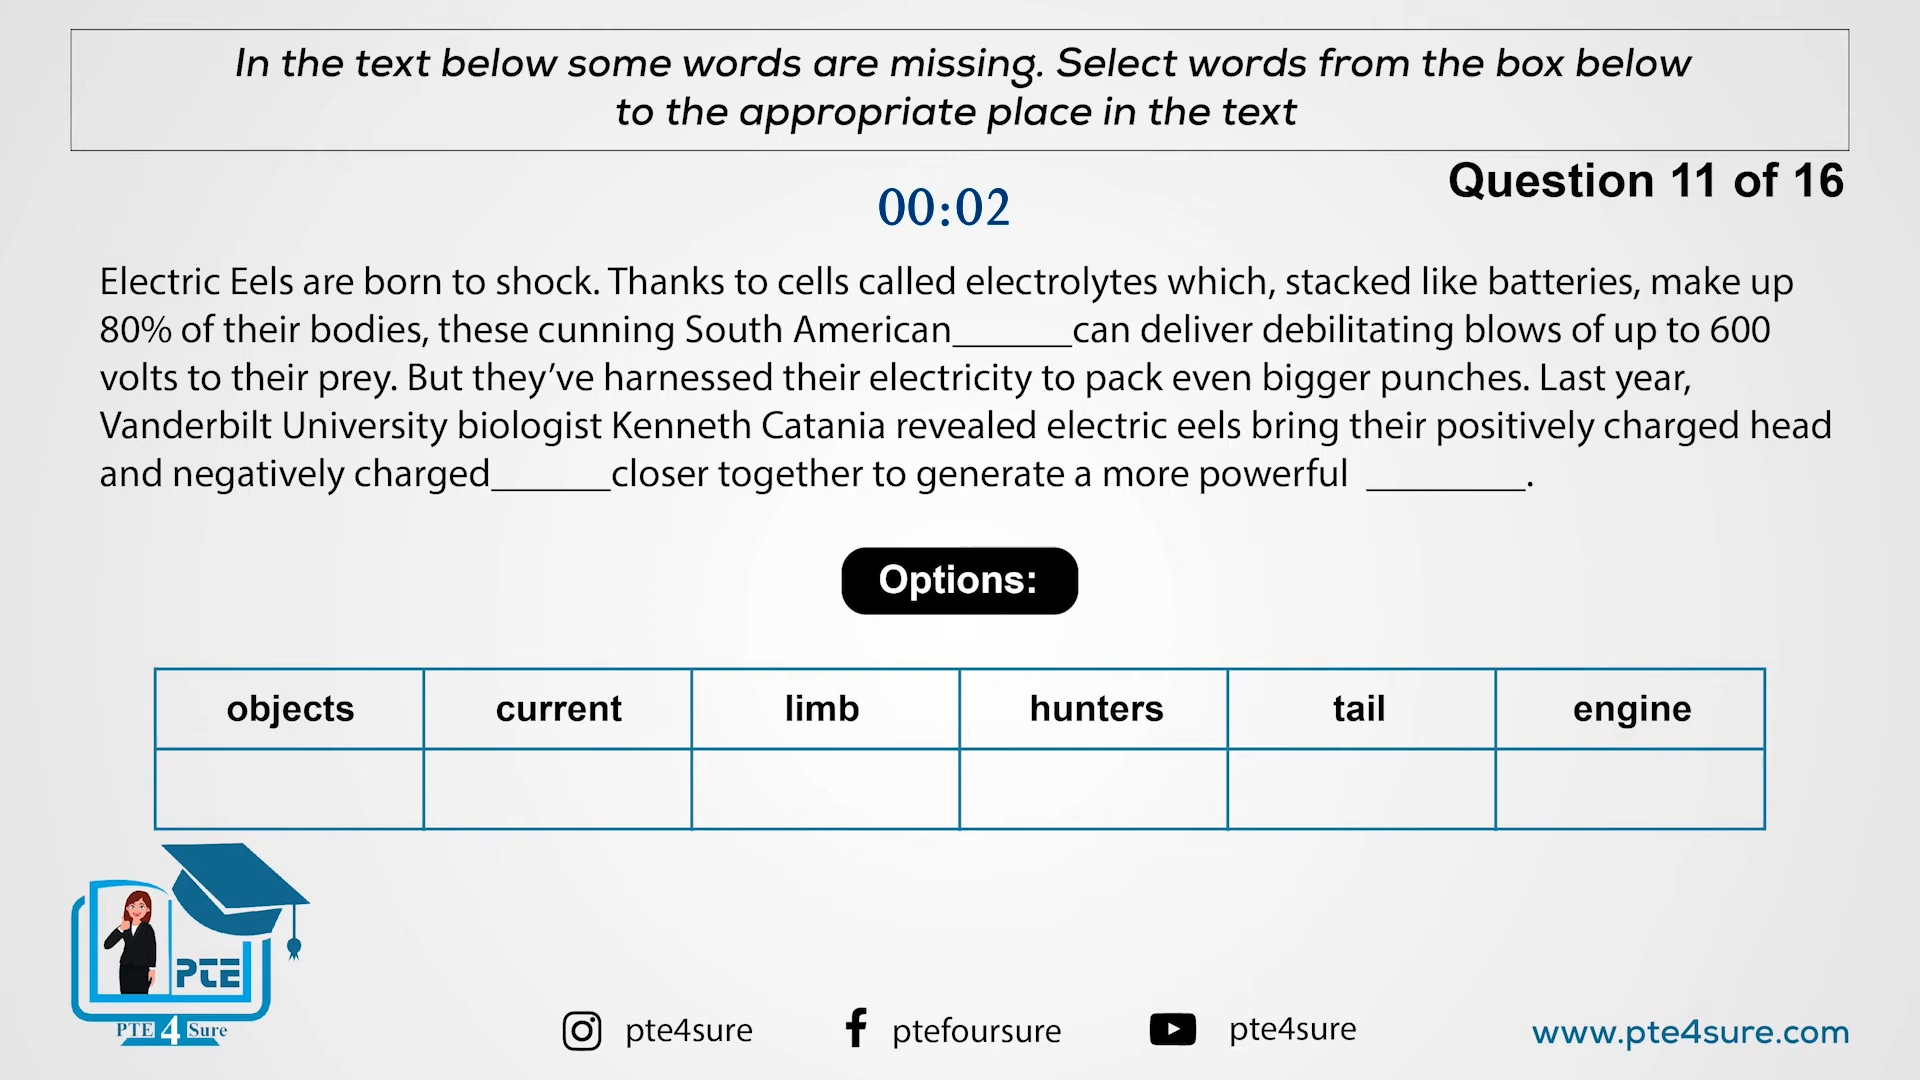 In the text below some words are missing. Select words from the box below
to the appropriate place in the text
Question 11 of 16
00:02
Electric Eels are born to shock. Thanks to cells called electrolytes which, stacked like batteries, make up
80% of their bodies, these cunning South American______can deliver debilitating blows of up to 600
volts to their prey. But they’ve harnessed their electricity to pack even bigger punches. Last year,
Vanderbilt University biologist Kenneth Catania revealed electric eels bring their positively charged head
and negatively charged______closer together to generate a more powerful ________.
Options:
objects current limb hunters tail engine
PTE
PTE 4 Sure
pte4sure ptefoursure pte4sure www.pte4sure.com